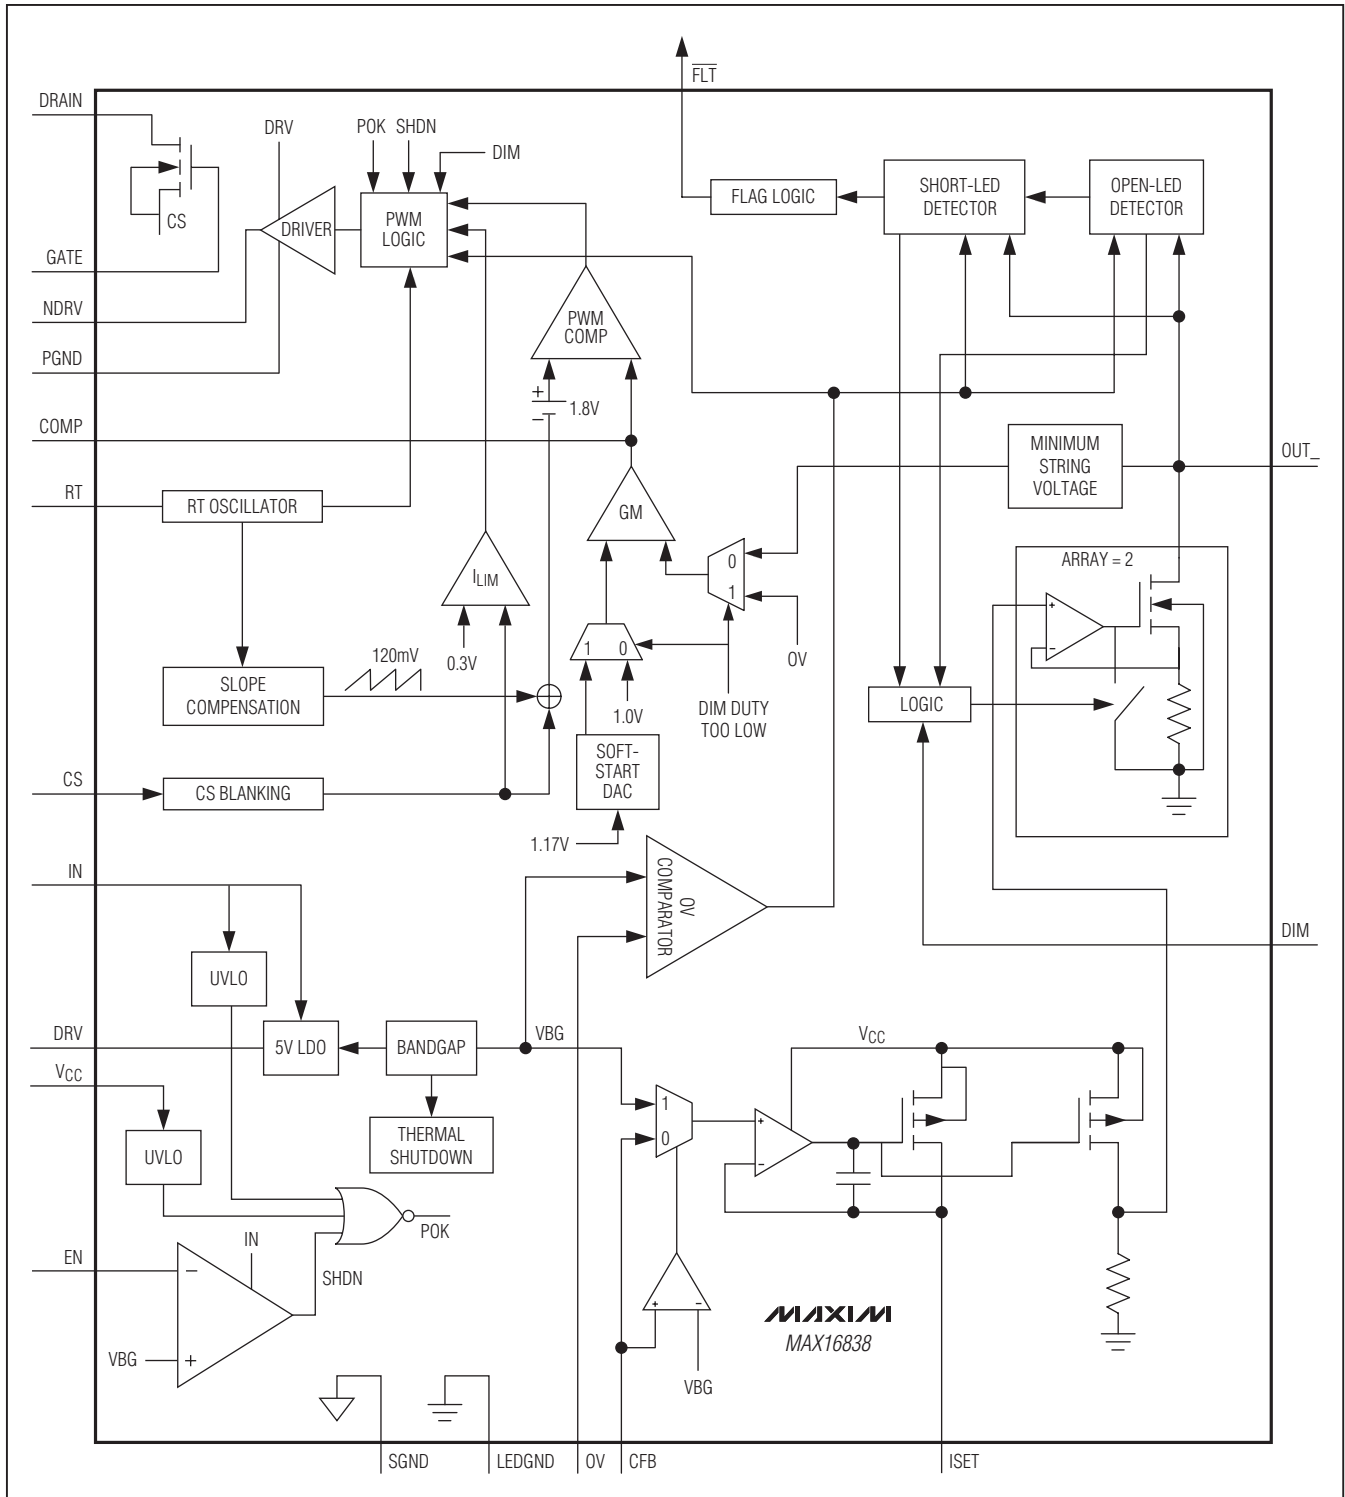 FLT
DRAIN
DRV
POK SHDN
DIM
CS
DRIVER
PWM
LOGIC
FLAG LOGIC
SHORT-LED
DETECTOR
OPEN-LED
DETECTOR
GATE
NDRV
PGND
PWM
COMP
+
−
1.8V
COMP
MINIMUM
STRING
VOLTAGE
OUT_
RT
RT OSCILLATOR
GM
0
1
ARRAY = 2
+
−
ILIM
0.3V
120mV
1 0
OV
SLOPE
COMPENSATION
1.0V
DIM DUTY
TOO LOW
LOGIC
SOFT-
START
DAC
CS
CS BLANKING
1.17V
OV
COMPARATOR
IN
DIM
UVLO
DRV
5V LDO
BANDGAP
VBG
VCC
VCC
1
0
+
−
UVLO
THERMAL
SHUTDOWN
POK
EN
−
IN
SHDN
VBG
+
+ −
VBG
MAXIM
MAX16838
SGND
LEDGND
OV
CFB
ISET